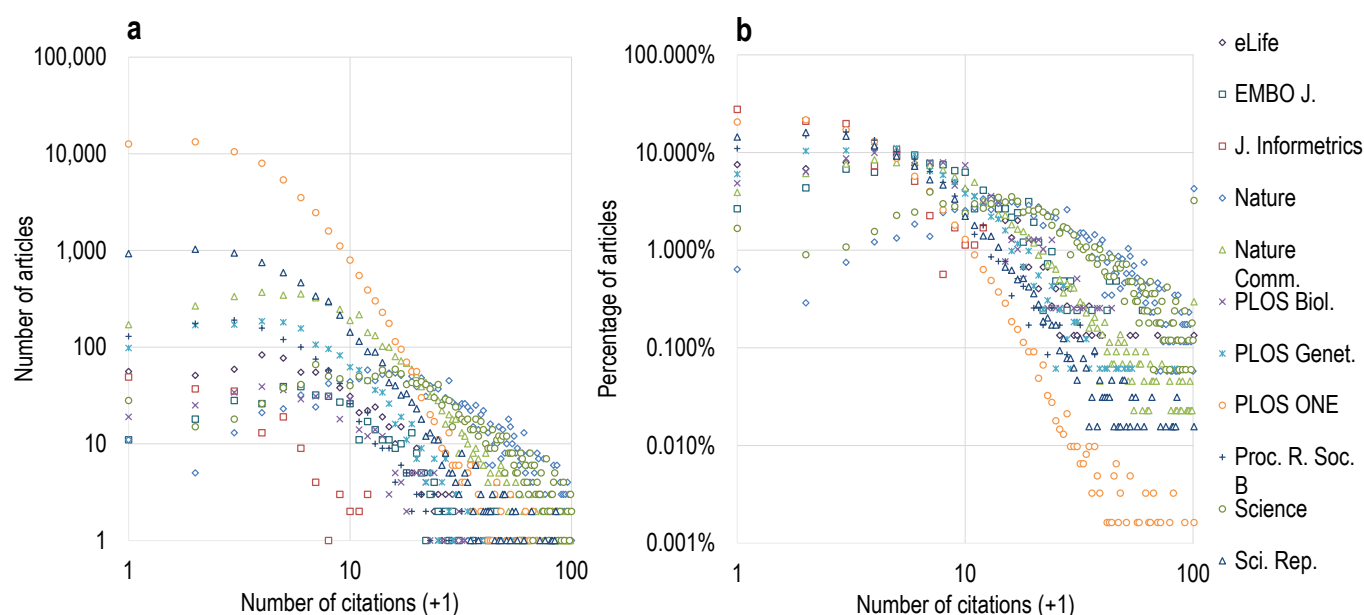 a
100,000
10,000
1,000
100
10
1
Number of articles
1
10
100
Number of citations (+1)
b
100.000%
10.000%
1.000%
0.100%
0.010%
0.001%
Percentage of articles
1
10
100
Number of citations (+1)
eLife
EMBO J.
J. Informetrics
Nature
Nature
Comm.
PLOS Biol.
PLOS Genet.
PLOS ONE
Proc. R. Soc.
B
Science
Sci. Rep.